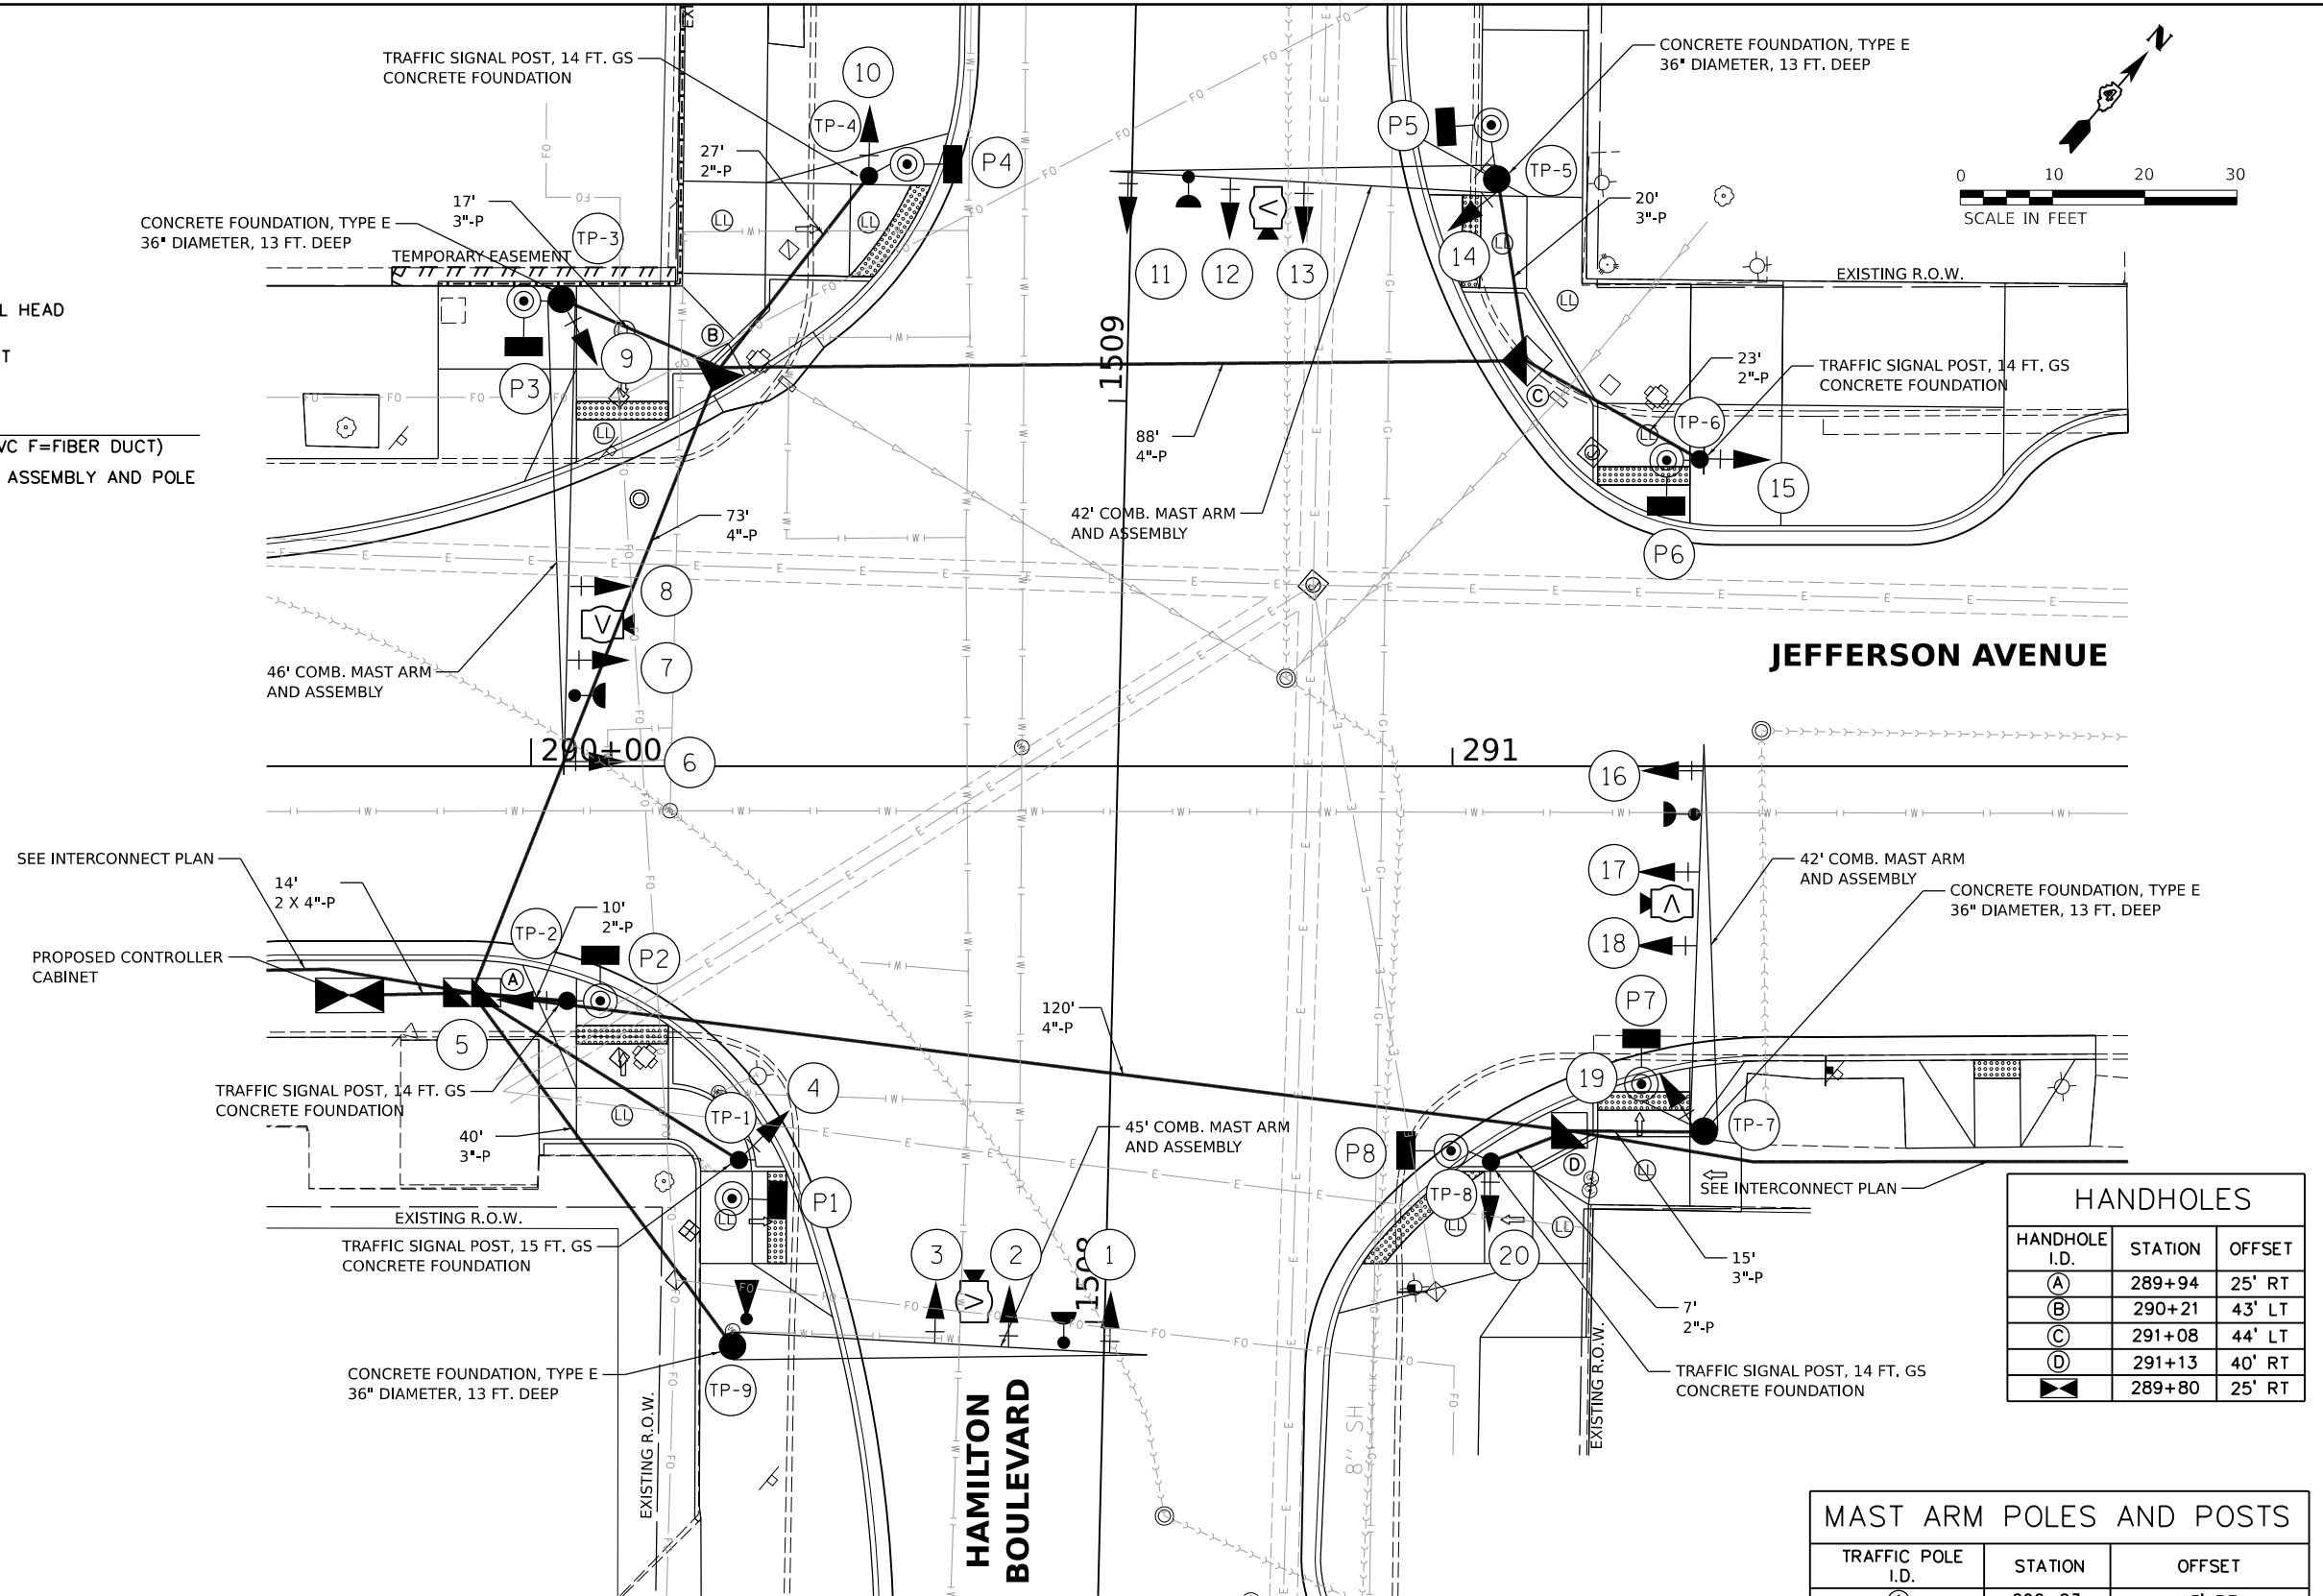 TRAFFIC SIGNAL POST, 14 FT. GS
CONCRETE FOUNDATION
10
TP-4
27'
2"-P
P4
17'
3"-P
CONCRETE FOUNDATION, TYPE E
36" DIAMETER, 13 FT. DEEP
TP-3
TEMPORARY EASEMENT
L HEAD
T
VC F=FIBER DUCT)
ASSEMBLY AND POLE
B
9
P3
CONCRETE FOUNDATION, TYPE E
36" DIAMETER, 13 FT. DEEP
P5
TP-5
N
0 10 20 30
SCALE IN FEET
20'
3"-P
14
11
12
13
EXISTING R.O.W.
1509
23'
2"-P
TRAFFIC SIGNAL POST, 14 FT. GS
CONCRETE FOUNDATION
C
TP-6
15
P6
88'
4"-P
42' COMB. MAST ARM
AND ASSEMBLY
73'
4"-P
8
V
7
46' COMB. MAST ARM
AND ASSEMBLY
JEFFERSON AVENUE
290+00
6
291
16
17
V
18
42' COMB. MAST ARM
AND ASSEMBLY
CONCRETE FOUNDATION, TYPE E
36" DIAMETER, 13 FT. DEEP
SEE INTERCONNECT PLAN
14'
2 X 4"-P
10'
2"-P
TP-2
P2
PROPOSED CONTROLLER
CABINET
A
5
120'
4"-P
P7
19
TP-7
TRAFFIC SIGNAL POST, 14 FT. GS
CONCRETE FOUNDATION
4
TP-1
40'
3"-P
45' COMB. MAST ARM
AND ASSEMBLY
P8
D
TP-8
SEE INTERCONNECT PLAN
P1
EXISTING R.O.W.
TRAFFIC SIGNAL POST, 15 FT. GS
CONCRETE FOUNDATION
3
2
1
1508
V
20
15'
3"-P
7'
2"-P
CONCRETE FOUNDATION, TYPE E
36" DIAMETER, 13 FT. DEEP
TP-9
TRAFFIC SIGNAL POST, 14 FT. GS
CONCRETE FOUNDATION
EXISTING R.O.W.
EXISTING R.O.W.
HAMILTON
BOULEVARD
8" SH
HANDHOLES
HANDHOLE I.D. STATION OFFSET
A 289+94 25' RT
B 290+21 43' LT
C 291+08 44' LT
D 291+13 40' RT
289+80 25' RT
MAST ARM POLES AND POSTS
TRAFFIC POLE I.D. STATION OFFSET